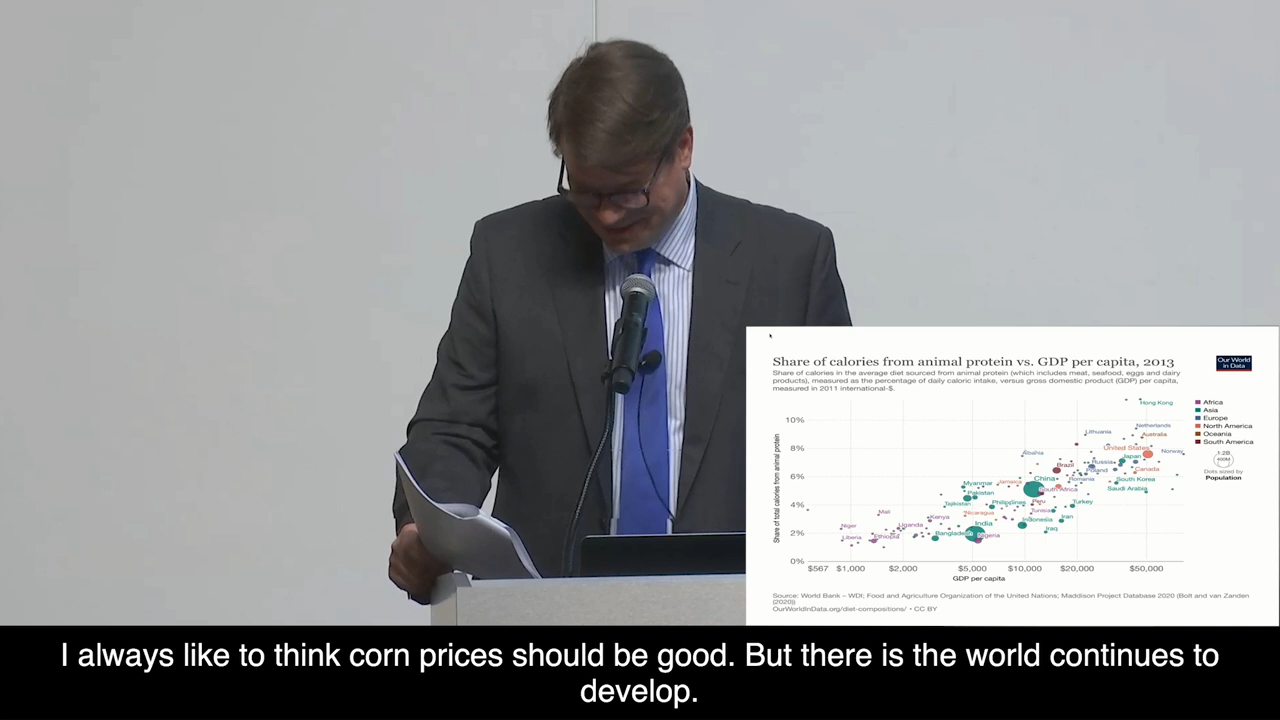 Share of calories from animal protein vs. GDP per capita, 2013
Our World
in Data
Share of calories in the average diet sourced from animal protein (which includes meat, seafood, eggs and dairy
products), measured as the percentage of daily caloric intake, versus gross domestic product (GDP) per capita,
measured in 2011 international-$.
Share of total calories from animal protein
10%
8%
6%
4%
2%
0%
Hong Kong
Netherlands
Lithuania
Australia
United States
Norway
Albania
Japan
Russia
Brazil
Poland
Canada
China
Romania
South Korea
Jamaica
Myanmar
South Africa
Saudi Arabia
Pakistan
Tajikistan
Philippines
Peru
Turkey
Mali
Nicaragua
Tunisia
Kenya
Indonesia
Iran
Niger
Uganda
India
Iraq
Liberia
Ethiopia
Bangladesh
Nigeria
$567
$1,000
$2,000
$5,000
$10,000
$20,000
$50,000
GDP per capita
Africa
Asia
Europe
North America
Oceania
South America
1.2B
600M
Dots sized by
Population
Source: World Bank – WDI; Food and Agriculture Organization of the United Nations; Maddison Project Database 2020 (Bolt and van Zanden
(2020))
OurWorldInData.org/diet-compositions/ • CC BY
I always like to think corn prices should be good. But there is the world continues to
develop.